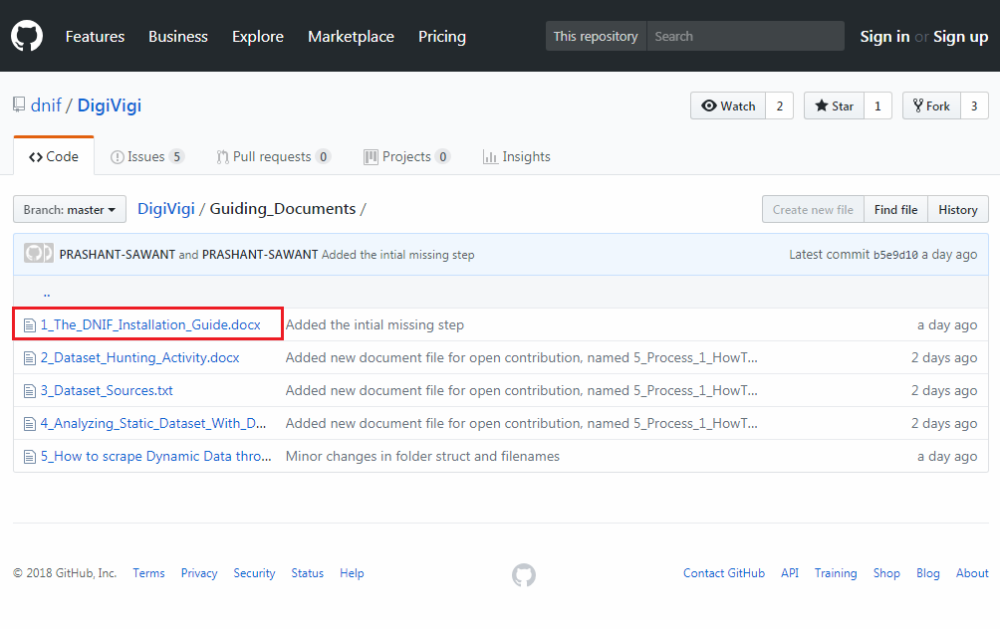 Features Business Explore Marketplace Pricing This repository Search Sign in or Sign up
dnif / DigiVigi Watch 2 Star 1 Fork 3
Code Issues 5 Pull requests 0 Projects 0 Insights
Branch: master DigiVigi / Guiding_Documents / Create new file Find file History
PRASHANT-SAWANT and PRASHANT-SAWANT Added the intial missing step Latest commit b5e9d10 a day ago
..
1_The_DNIF_Installation_Guide.docx Added the intial missing step a day ago
2_Dataset_Hunting_Activity.docx Added new document file for open contribution, named 5_Process_1_HowT... 2 days ago
3_Dataset_Sources.txt Added new document file for open contribution, named 5_Process_1_HowT... 2 days ago
4_Analyzing_Static_Dataset_With_D... Added new document file for open contribution, named 5_Process_1_HowT... 2 days ago
5_How to scrape Dynamic Data thro... Minor changes in folder struct and filenames a day ago
© 2018 GitHub, Inc. Terms Privacy Security Status Help Contact GitHub API Training Shop Blog About